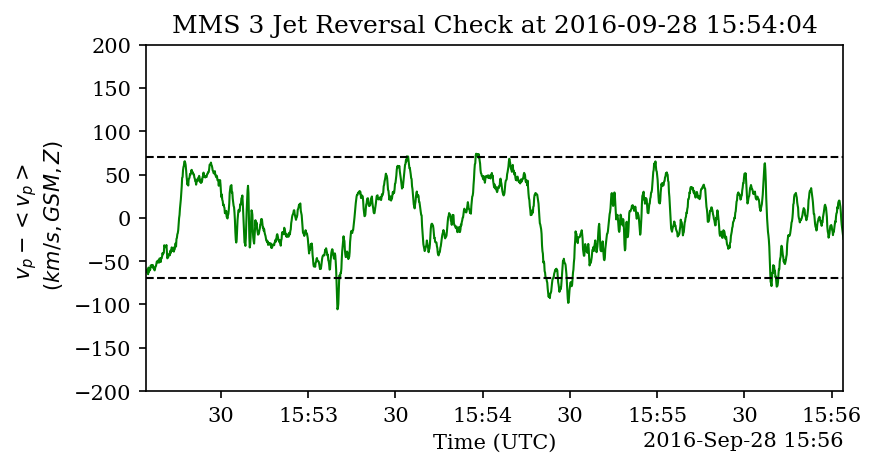 MMS 3 Jet Reversal Check at 2016-09-28 15:54:04
v_p − < v_p >
(km/s, GSM, Z)
200
150
100
50
0
−50
−100
−150
−200
30 15:53 30 15:54 30 15:55 30 15:56
Time (UTC)
2016-Sep-28 15:56